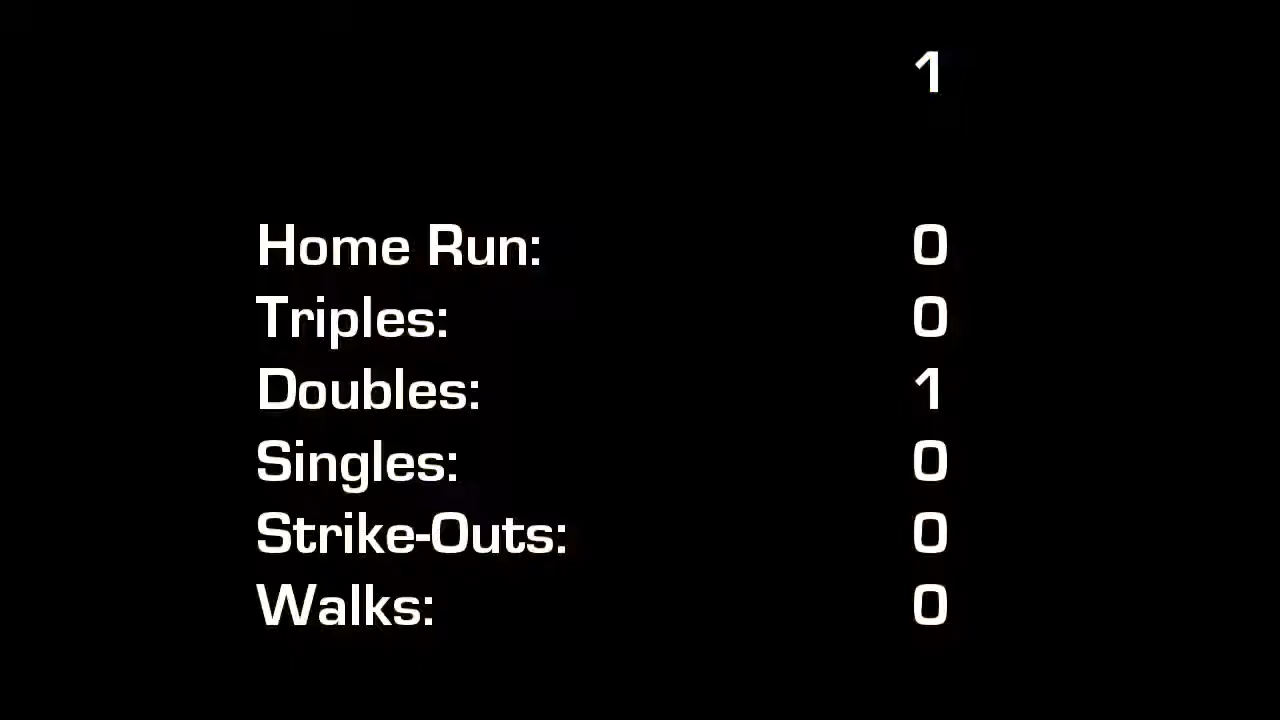 1
Home Run: 0
Triples: 0
Doubles: 1
Singles: 0
Strike-Outs: 0
Walks: 0